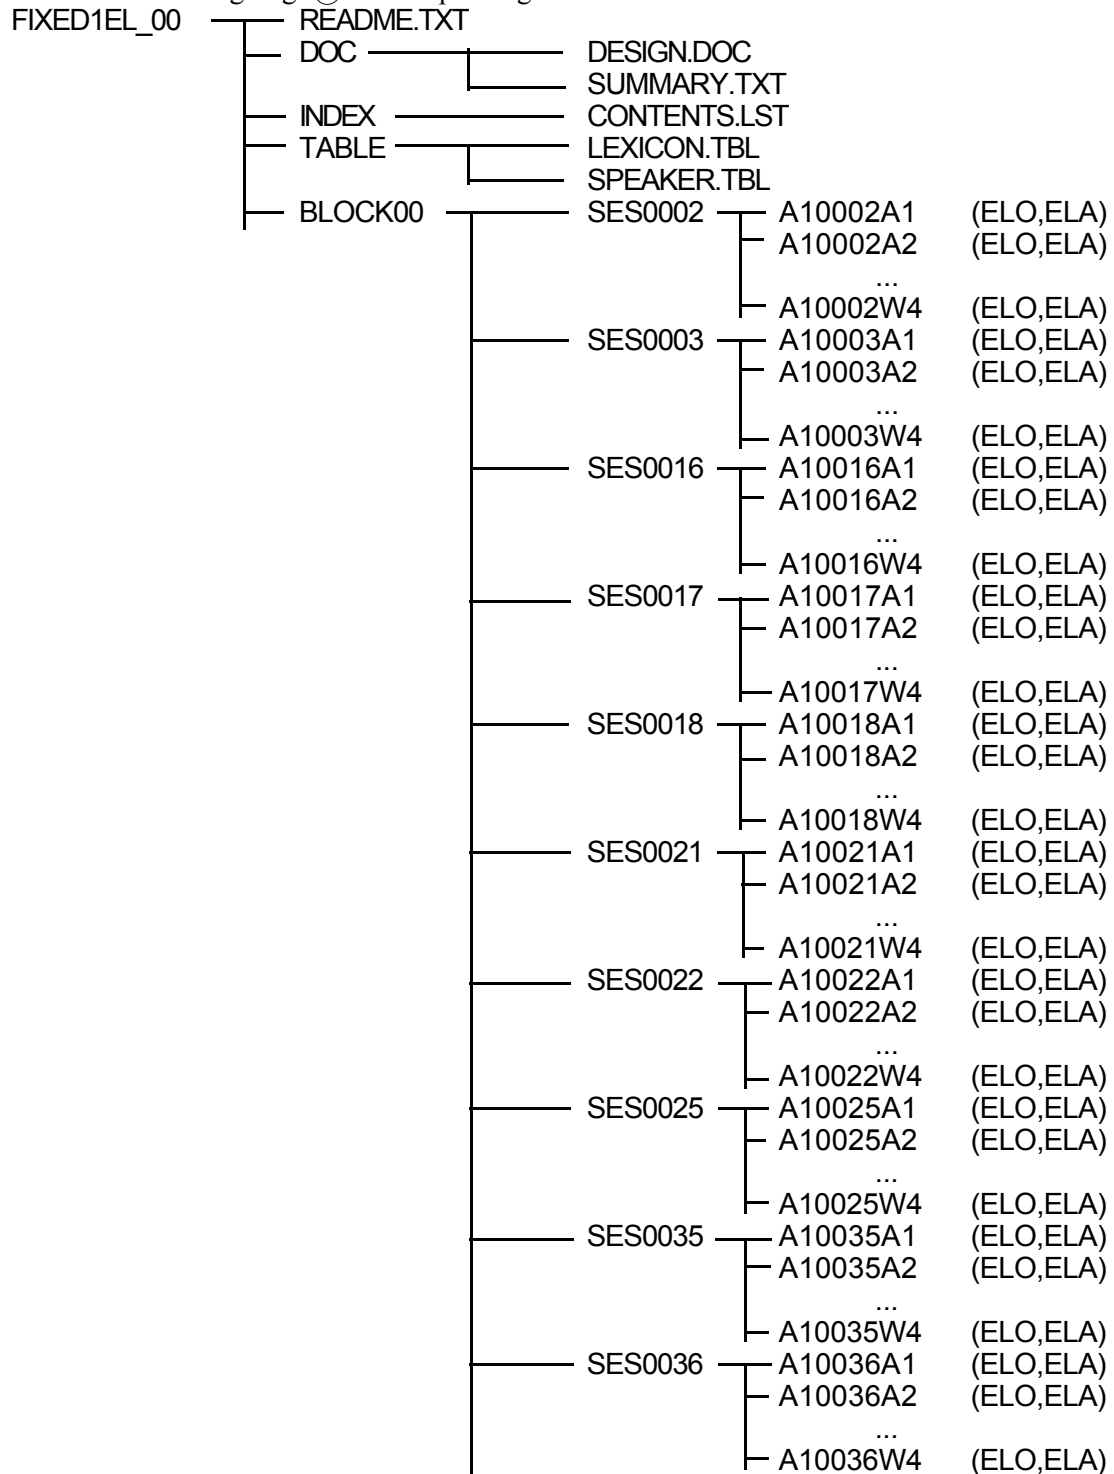 FIXED1EL_00 README.TXT
DOC DESIGN.DOC
SUMMARY.TXT
INDEX CONTENTS.LST
TABLE LEXICON.TBL
SPEAKER.TBL
BLOCK00 SES0002 A10002A1 (ELO,ELA)
A10002A2 (ELO,ELA)
...
A10002W4 (ELO,ELA)
SES0003 A10003A1 (ELO,ELA)
A10003A2 (ELO,ELA)
...
A10003W4 (ELO,ELA)
SES0016 A10016A1 (ELO,ELA)
A10016A2 (ELO,ELA)
...
A10016W4 (ELO,ELA)
SES0017 A10017A1 (ELO,ELA)
A10017A2 (ELO,ELA)
...
A10017W4 (ELO,ELA)
SES0018 A10018A1 (ELO,ELA)
A10018A2 (ELO,ELA)
...
A10018W4 (ELO,ELA)
SES0021 A10021A1 (ELO,ELA)
A10021A2 (ELO,ELA)
...
A10021W4 (ELO,ELA)
SES0022 A10022A1 (ELO,ELA)
A10022A2 (ELO,ELA)
...
A10022W4 (ELO,ELA)
SES0025 A10025A1 (ELO,ELA)
A10025A2 (ELO,ELA)
...
A10025W4 (ELO,ELA)
SES0035 A10035A1 (ELO,ELA)
A10035A2 (ELO,ELA)
...
A10035W4 (ELO,ELA)
SES0036 A10036A1 (ELO,ELA)
A10036A2 (ELO,ELA)
...
A10036W4 (ELO,ELA)